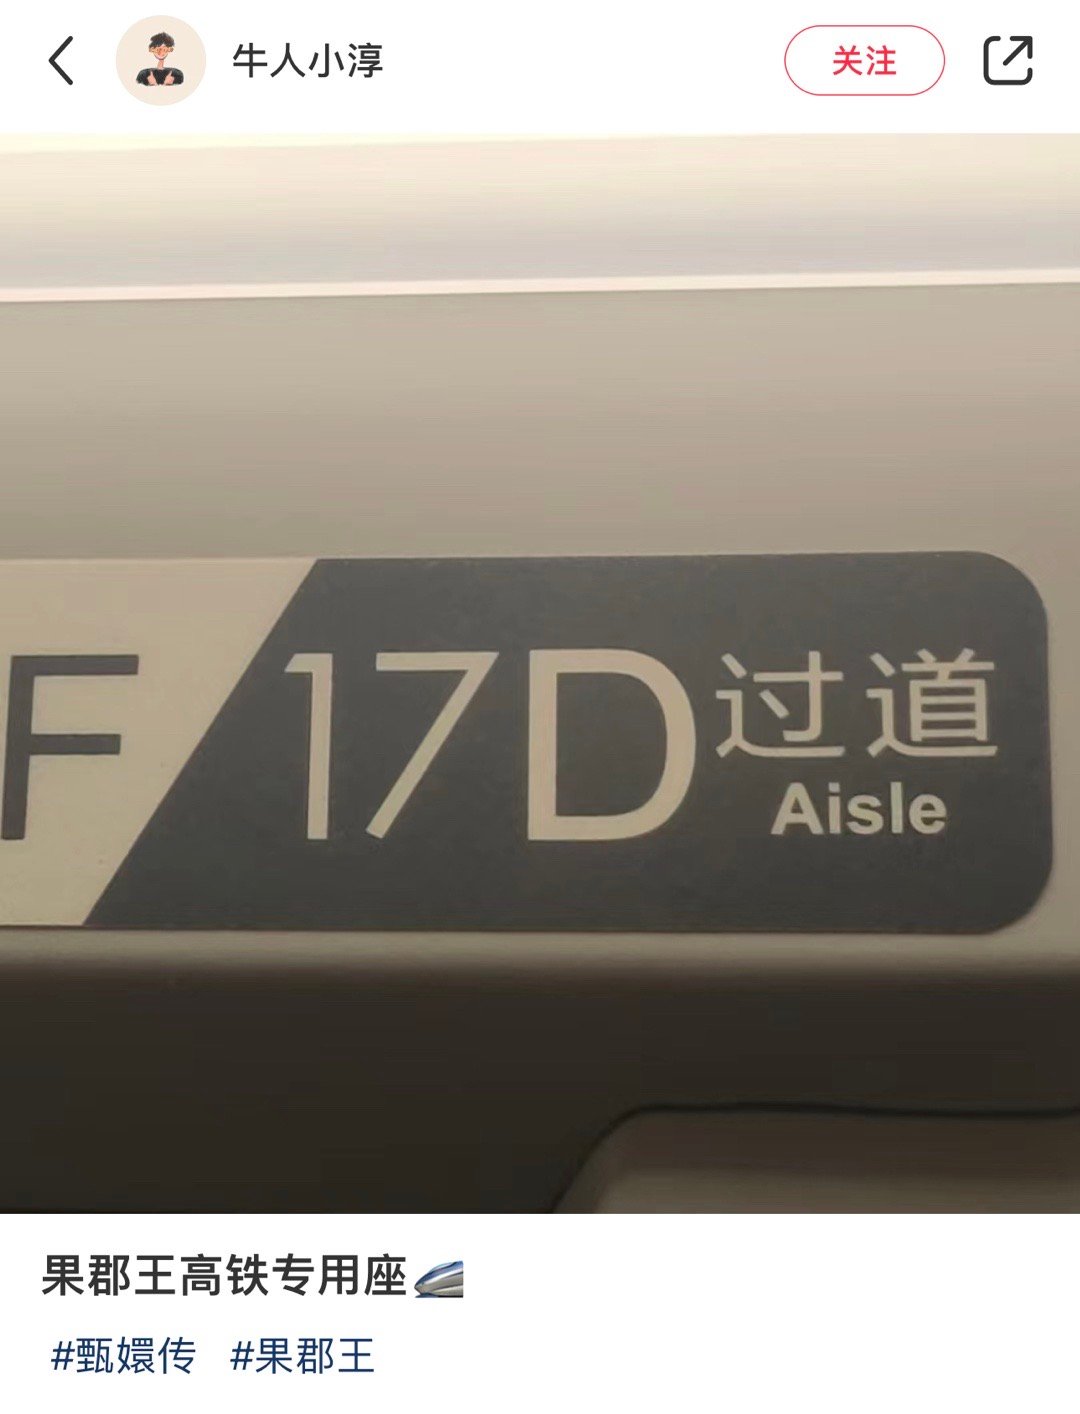 牛人小淳
关注
F 17D 过道
Aisle
果郡王高铁专用座🚄
#甄嬛传 #果郡王